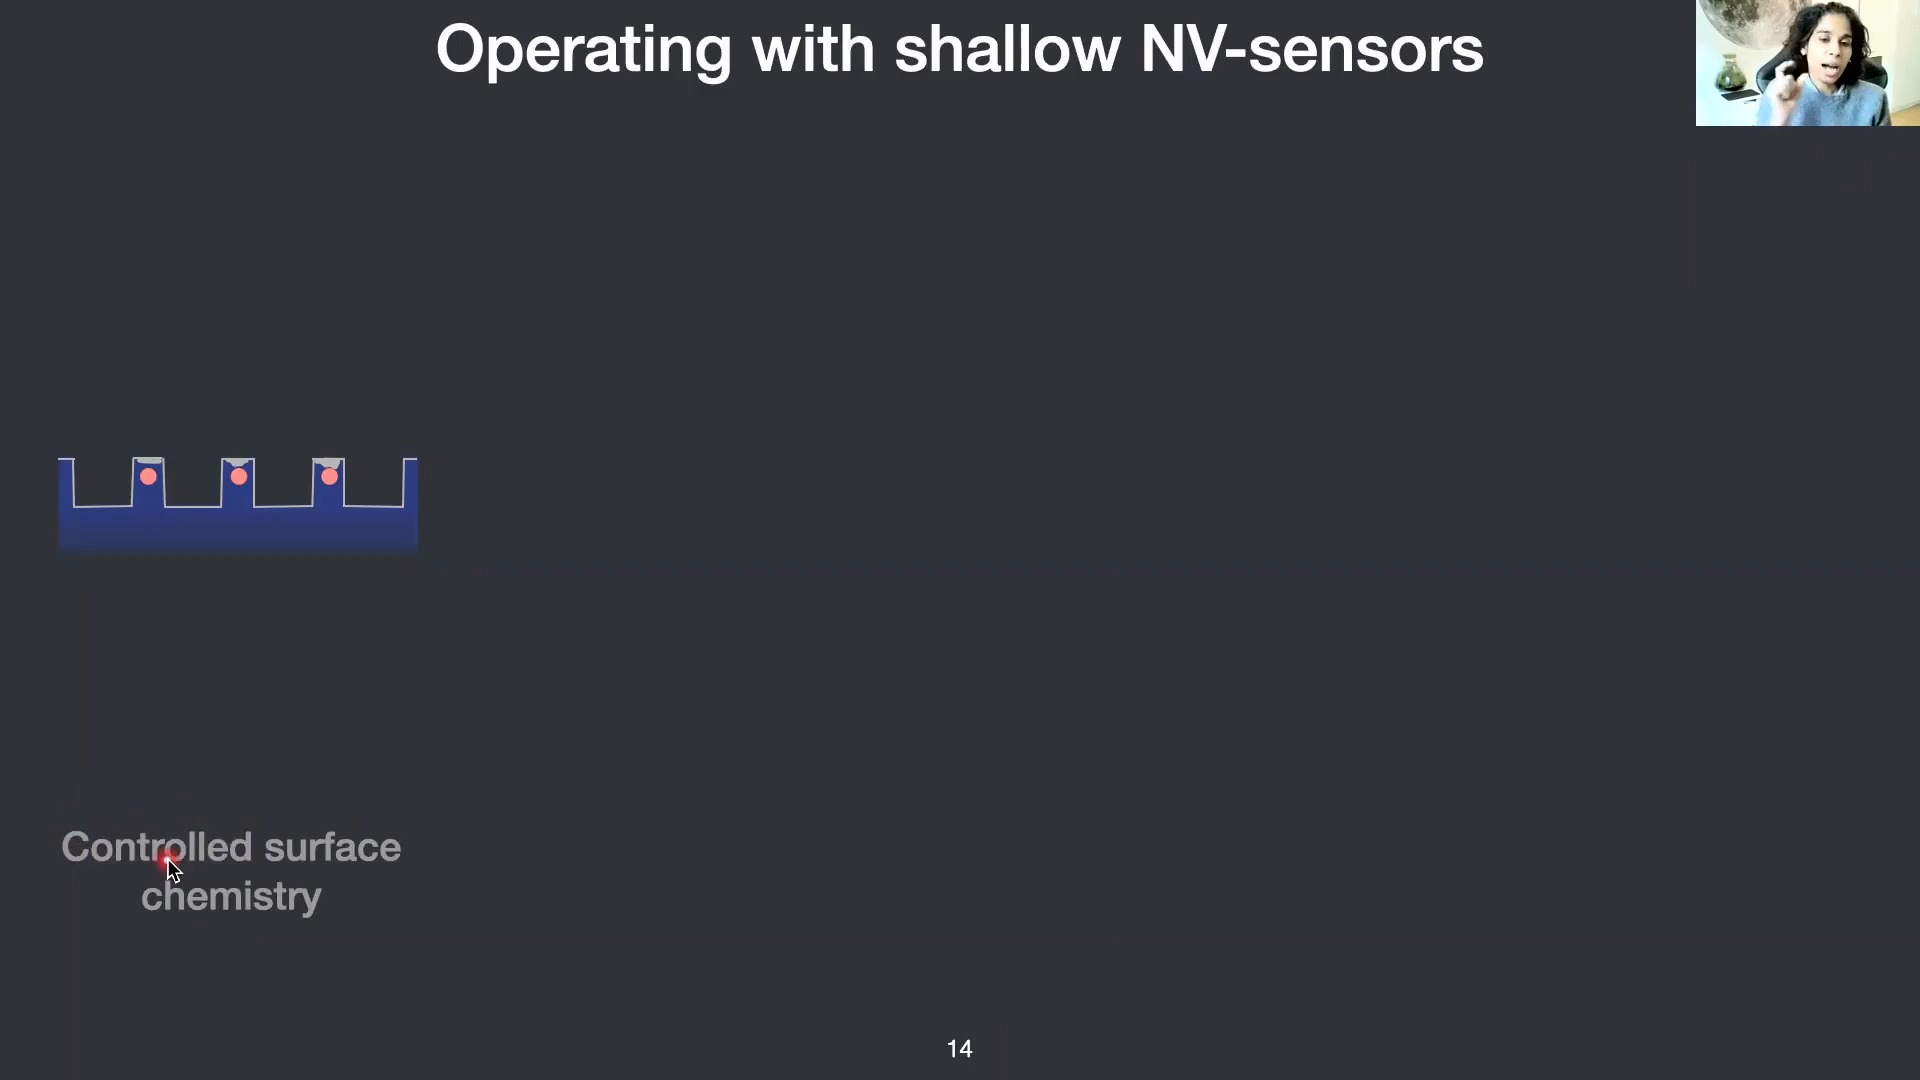 Operating with shallow NV-sensors
Controlled surface
chemistry
14